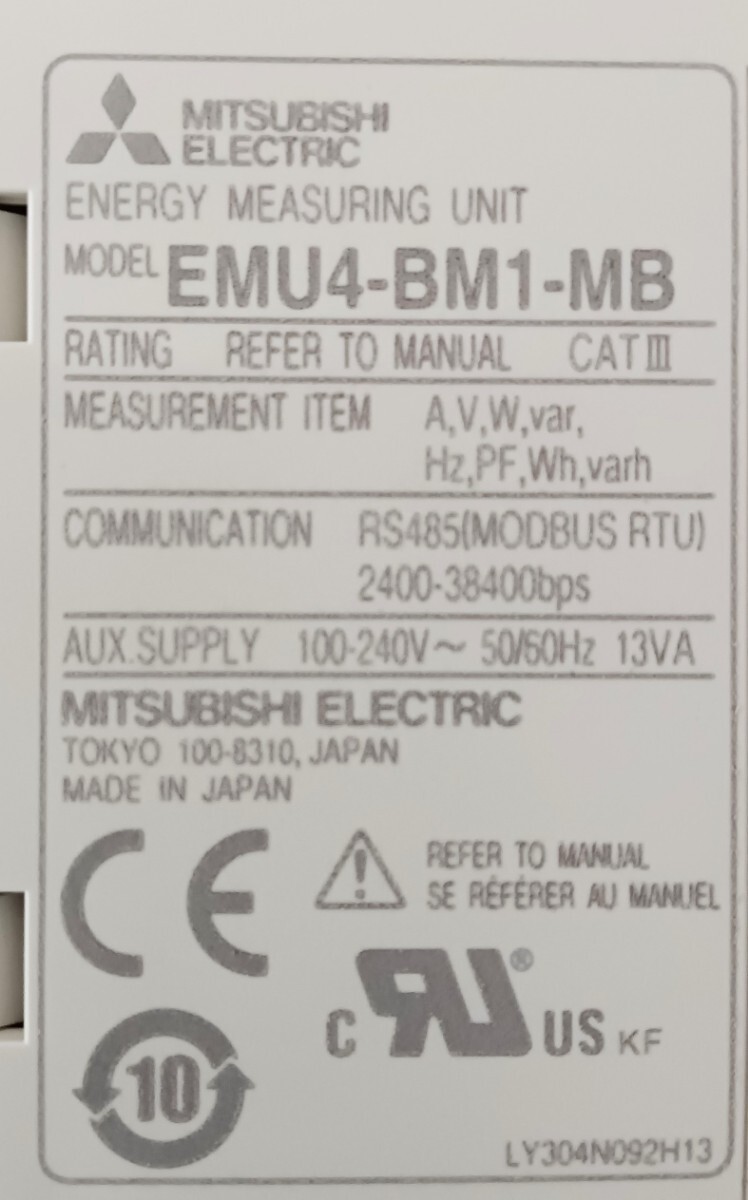 MITSUBISHI
ELECTRIC
ENERGY MEASURING UNIT
MODEL EMU4-BM1-MB
RATING REFER TO MANUAL CAT III
MEASUREMENT ITEM A,V,W,var,
Hz,PF,Wh,varh
COMMUNICATION RS485(MODBUS RTU)
2400-38400bps
AUX.SUPPLY 100-240V～ 50/60Hz 13VA
MITSUBISHI ELECTRIC
TOKYO 100-8310, JAPAN
MADE IN JAPAN
CE
REFER TO MANUAL
SE RÉFÉRER AU MANUEL
C RU® US KF
10
LY304N092H13